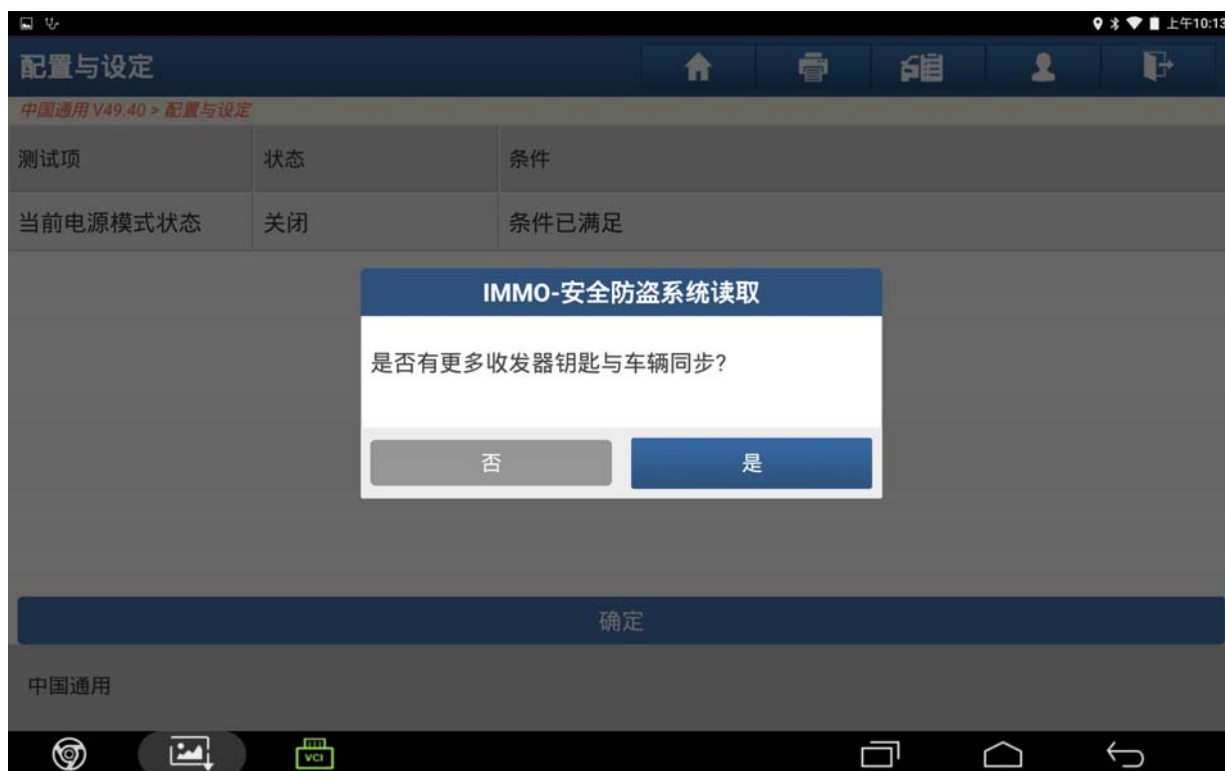 上午10:13
配置与设定
中国通用 V49.40 > 配置与设定
测试项 状态 条件
当前电源模式状态 关闭 条件已满足
IMMO-安全防盗系统读取
是否有更多收发器钥匙与车辆同步?
否 是
确定
中国通用
VCI